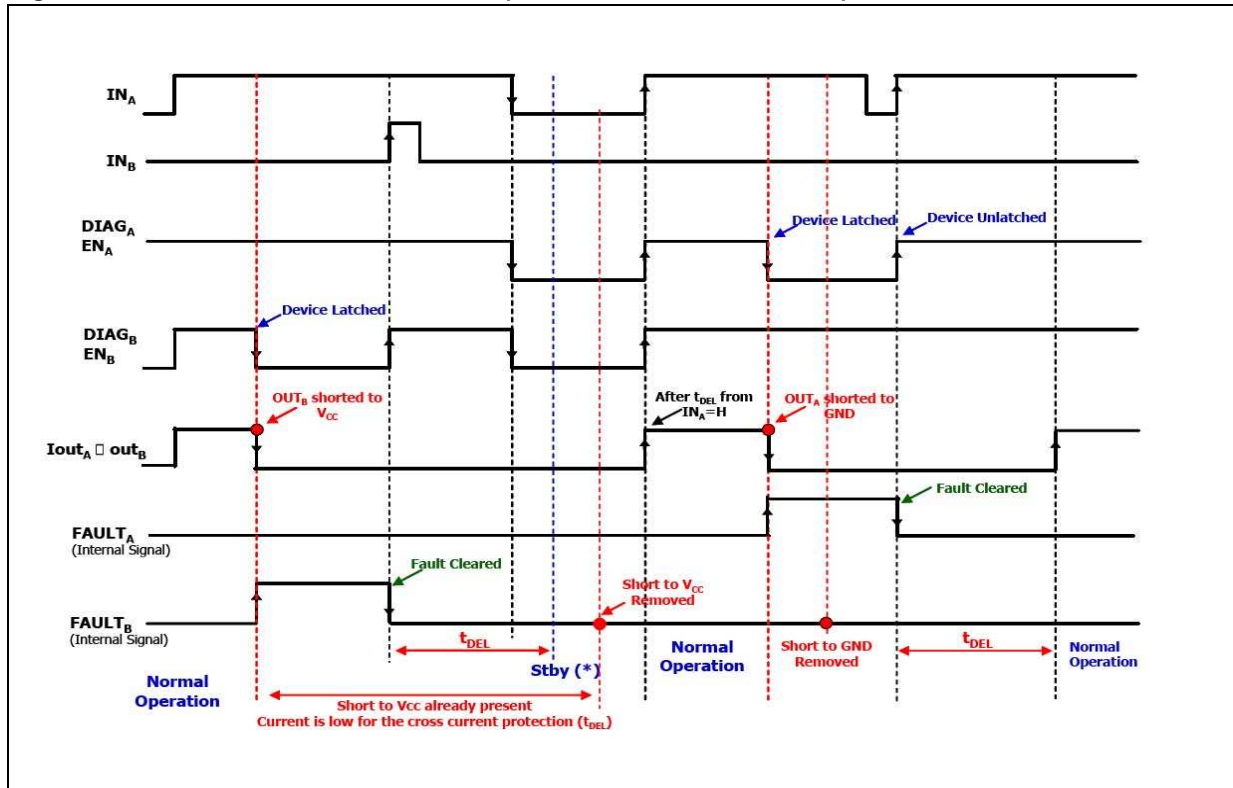 IN_A
IN_B
DIAG_A
EN_A
Device Latched
Device Unlatched
Device Latched
DIAG_B
EN_B
OUT_B shorted to
V_CC
After t_DEL from
IN_A=H
OUT_A shorted to
GND
Iout_A □ out_B
Fault Cleared
FAULT_A
(Internal Signal)
Fault Cleared
Short to V_CC
Removed
FAULT_B
(Internal Signal)
t_DEL
Stby (*)
Normal
Operation
Short to GND
Removed
t_DEL
Normal
Operation
Normal
Operation
Short to Vcc already present
Current is low for the cross current protection (t_DEL)